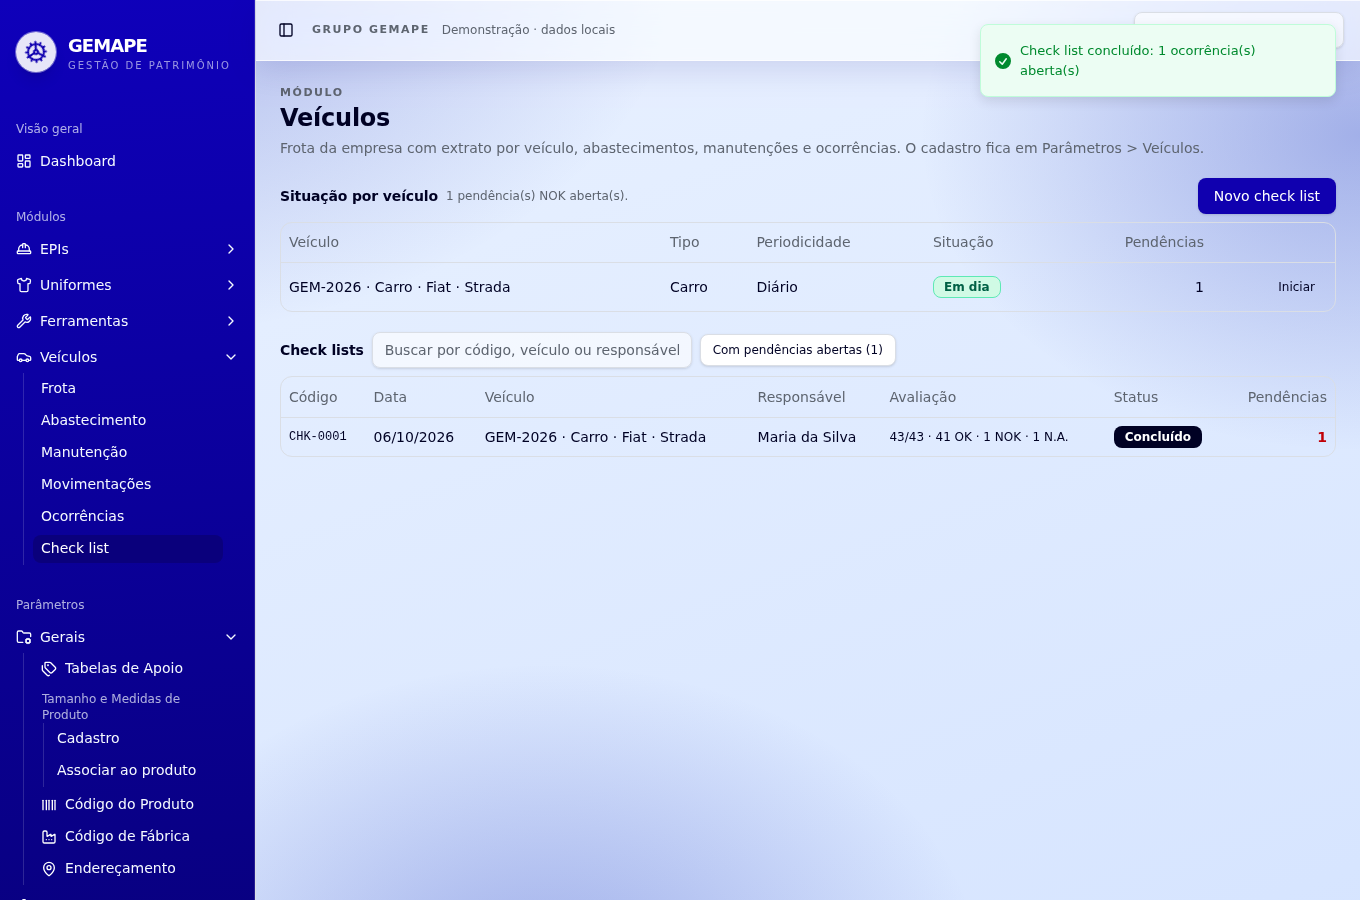 GEMAPE
GESTÃO DE PATRIMÔNIO
Visão geral
Dashboard
Módulos
EPIs
Uniformes
Ferramentas
Veículos
Frota
Abastecimento
Manutenção
Movimentações
Ocorrências
Check list
Parâmetros
Gerais
Tabelas de Apoio
Tamanho e Medidas de
Produto
Cadastro
Associar ao produto
Código do Produto
Código de Fábrica
Endereçamento
GRUPO GEMAPE Demonstração · dados locais
Check list concluído: 1 ocorrência(s)
aberta(s)
MÓDULO
Veículos
Frota da empresa com extrato por veículo, abastecimentos, manutenções e ocorrências. O cadastro fica em Parâmetros > Veículos.
Situação por veículo 1 pendência(s) NOK aberta(s). Novo check list
Veículo Tipo Periodicidade Situação Pendências
GEM-2026 · Carro · Fiat · Strada Carro Diário Em dia 1 Iniciar
Check lists Buscar por código, veículo ou responsável Com pendências abertas (1)
Código Data Veículo Responsável Avaliação Status Pendências
CHK-0001 06/10/2026 GEM-2026 · Carro · Fiat · Strada Maria da Silva 43/43 · 41 OK · 1 NOK · 1 N.A. Concluído 1